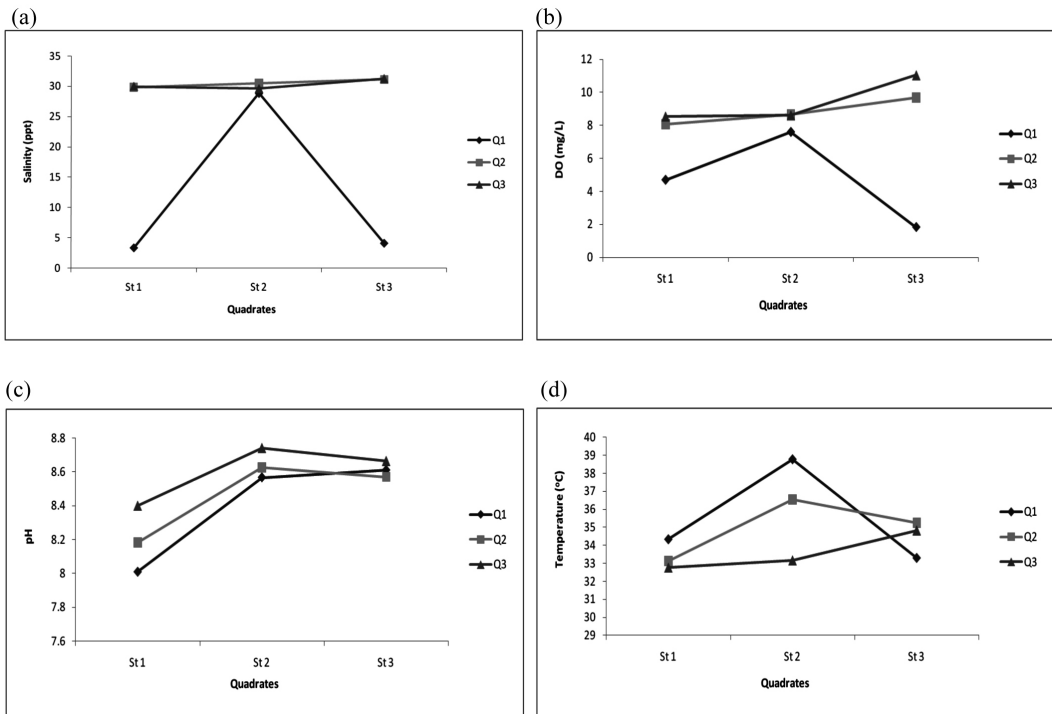 (a)
35
30
25
20
15
10
5
0
Salinity (ppt)
St 1
St 2
St 3
Quadrates
Q1
Q2
Q3
(b)
12
10
8
6
4
2
0
DO (mg/L)
St 1
St 2
St 3
Quadrates
Q1
Q2
Q3
(c)
8.8
8.6
8.4
8.2
8
7.8
7.6
pH
St 1
St 2
St 3
Quadrates
Q1
Q2
Q3
(d)
40
39
38
37
36
35
34
33
32
31
30
29
Temperature (°C)
St 1
St 2
St 3
Quadrates
Q1
Q2
Q3